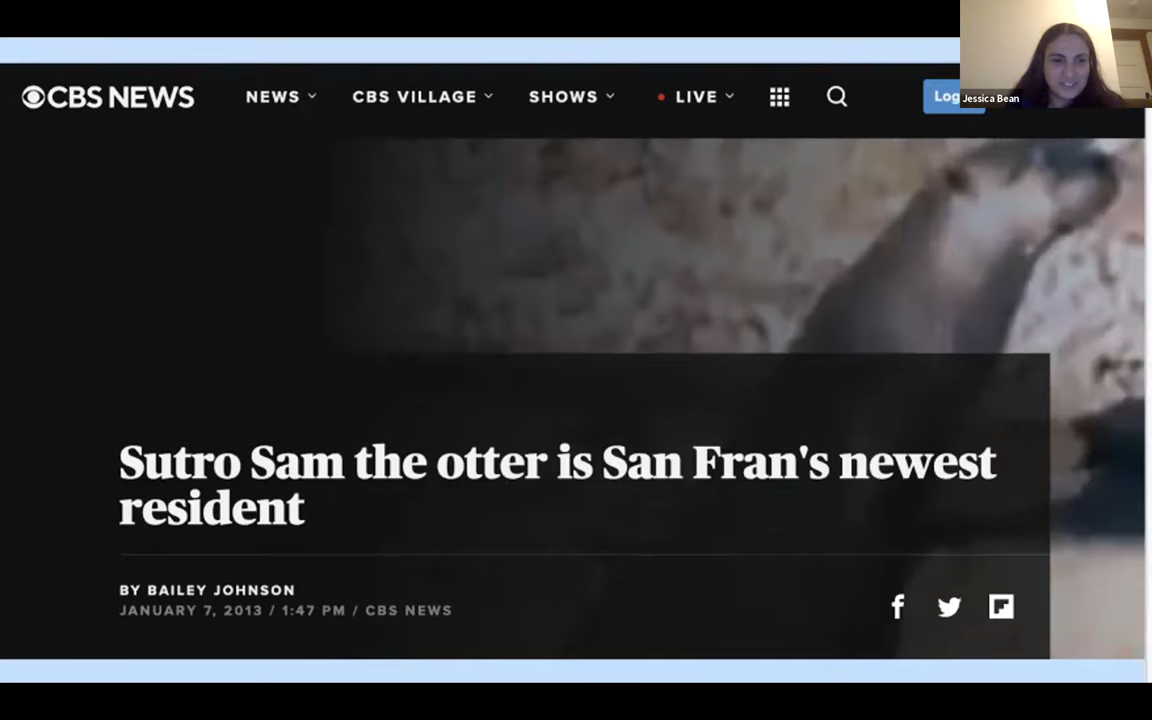 CBS NEWS
NEWS CBS VILLAGE SHOWS LIVE
Log
Jessica Bean
Sutro Sam the otter is San Fran's newest
resident
BY BAILEY JOHNSON
JANUARY 7, 2013 / 1:47 PM / CBS NEWS